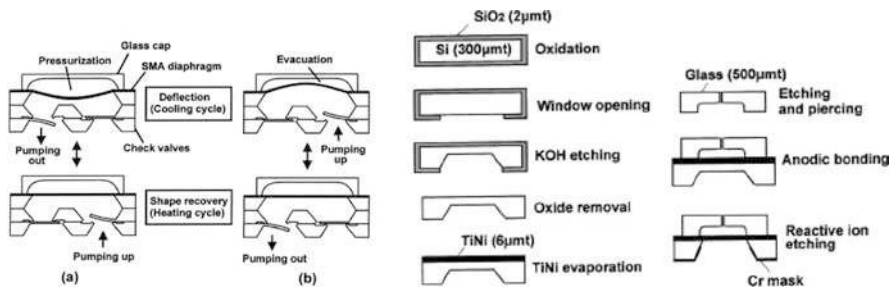 Glass cap
Pressurization
SMA diaphragm
Evacuation
Deflection
(Cooling cycle)
Pumping
out
Check valves
Pumping
up
Shape recovery
(Heating cycle)
Pumping up
Pumping out
(a)
(b)
SiO₂ (2μmt)
Si (300μmt)
Oxidation
Window opening
KOH etching
Oxide removal
TiNi (6μmt)
TiNi evaporation
Glass (500μmt)
Etching
and piercing
Anodic bonding
Reactive ion
etching
Cr mask